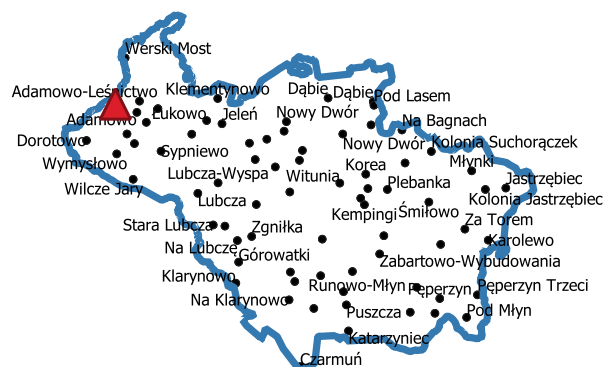 Werski Most
Adamowo-Leśnictwo
Klementynowo
Dąbie
Dąbie
Pod Lasem
Adamowo
Łukowo
Jeleń
Nowy Dwór
Na Bagnach
Dorotowo
Sypniewo
Nowy Dwór
Kolonia Suchorączek
Wymysłowo
Lubcza-Wyspa
Witunia
Korea
Młynki
Wilcze Jary
Plebanka
Jastrzębiec
Lubcza
Kempingi
Śmiłowo
Kolonia Jastrzębiec
Stara Lubcza
Zgniłka
Za Torem
Na Lubczę
Górowatki
Karolewo
Zabartowo-Wybudowania
Klarynowo
Runowo-Młyn
Pęperzyn
Pęperzyn Trzeci
Na Klarynowo
Puszcza
Pod Młyn
Katarzyniec
Czarmuń